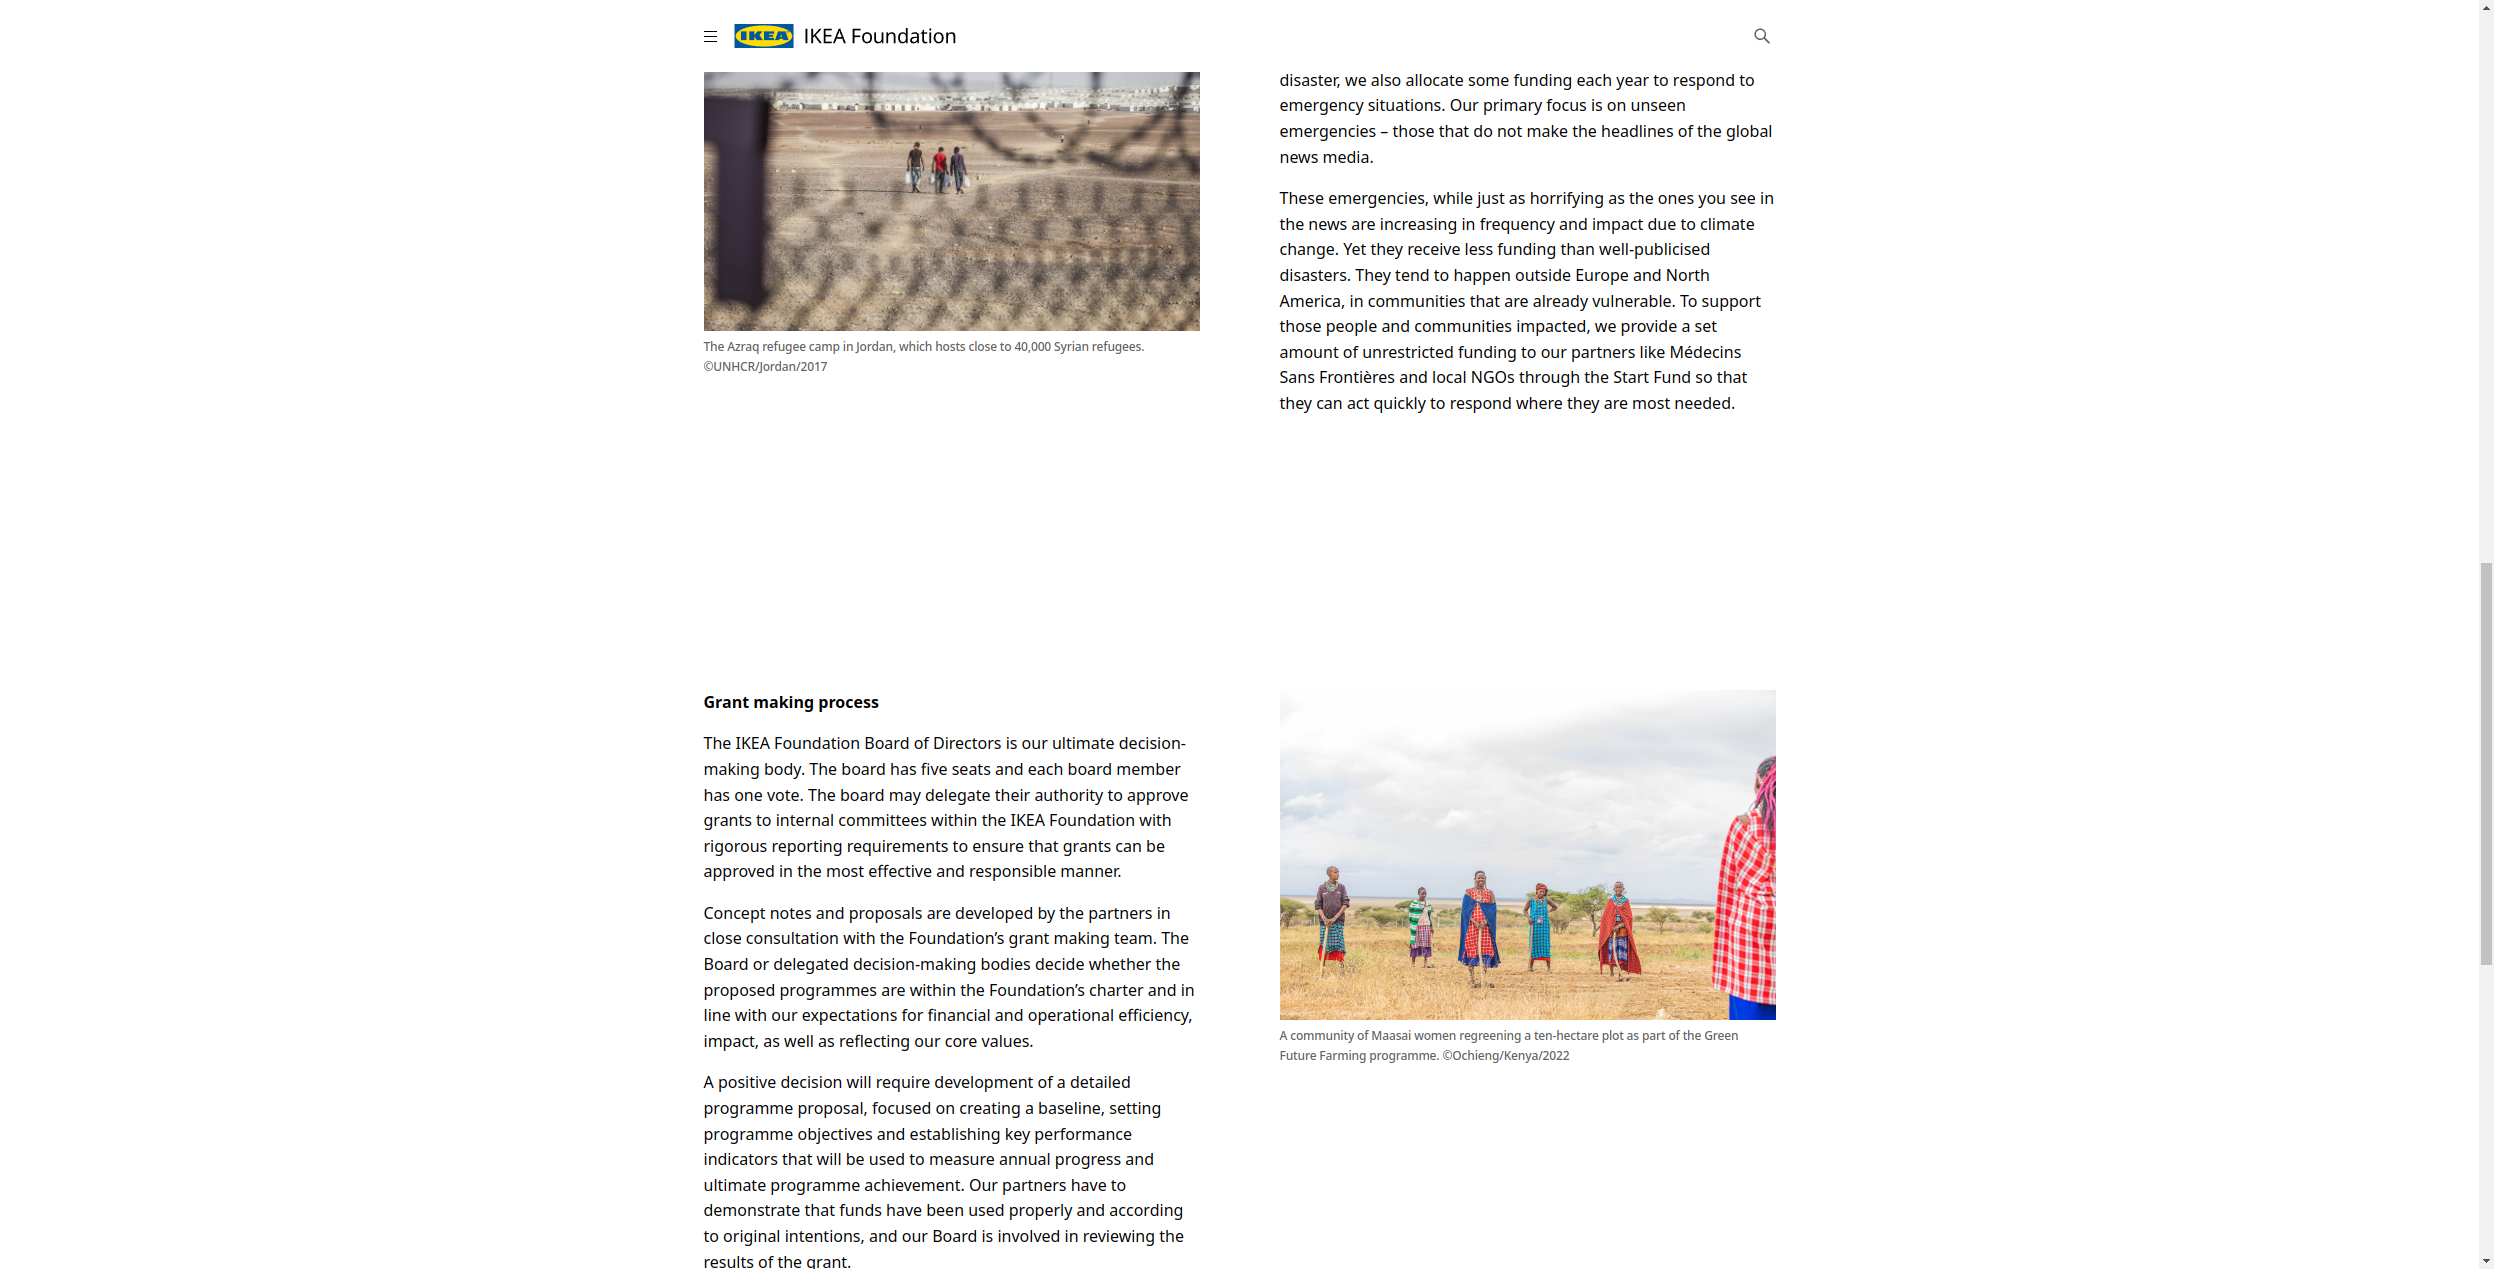 IKEA
IKEA Foundation
The Azraq refugee camp in Jordan, which hosts close to 40,000 Syrian refugees.
©UNHCR/Jordan/2017
disaster, we also allocate some funding each year to respond to
emergency situations. Our primary focus is on unseen
emergencies – those that do not make the headlines of the global
news media.
These emergencies, while just as horrifying as the ones you see in
the news are increasing in frequency and impact due to climate
change. Yet they receive less funding than well-publicised
disasters. They tend to happen outside Europe and North
America, in communities that are already vulnerable. To support
those people and communities impacted, we provide a set
amount of unrestricted funding to our partners like Médecins
Sans Frontières and local NGOs through the Start Fund so that
they can act quickly to respond where they are most needed.
Grant making process
The IKEA Foundation Board of Directors is our ultimate decision-
making body. The board has five seats and each board member
has one vote. The board may delegate their authority to approve
grants to internal committees within the IKEA Foundation with
rigorous reporting requirements to ensure that grants can be
approved in the most effective and responsible manner.
Concept notes and proposals are developed by the partners in
close consultation with the Foundation’s grant making team. The
Board or delegated decision-making bodies decide whether the
proposed programmes are within the Foundation’s charter and in
line with our expectations for financial and operational efficiency,
impact, as well as reflecting our core values.
A positive decision will require development of a detailed
programme proposal, focused on creating a baseline, setting
programme objectives and establishing key performance
indicators that will be used to measure annual progress and
ultimate programme achievement. Our partners have to
demonstrate that funds have been used properly and according
to original intentions, and our Board is involved in reviewing the
results of the grant.
A community of Maasai women regreening a ten-hectare plot as part of the Green
Future Farming programme. ©Ochieng/Kenya/2022